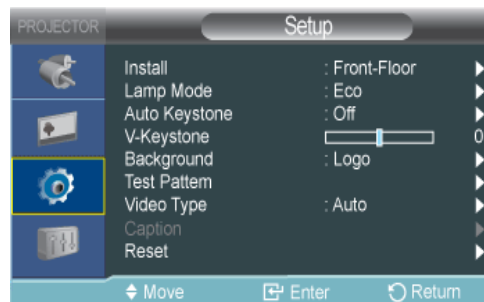 PROJECTOR Setup
Install : Front-Floor
Lamp Mode : Eco
Auto Keystone : Off
V-Keystone 0
Background : Logo
Test Pattem
Video Type : Auto
Caption
Reset
Move Enter Return